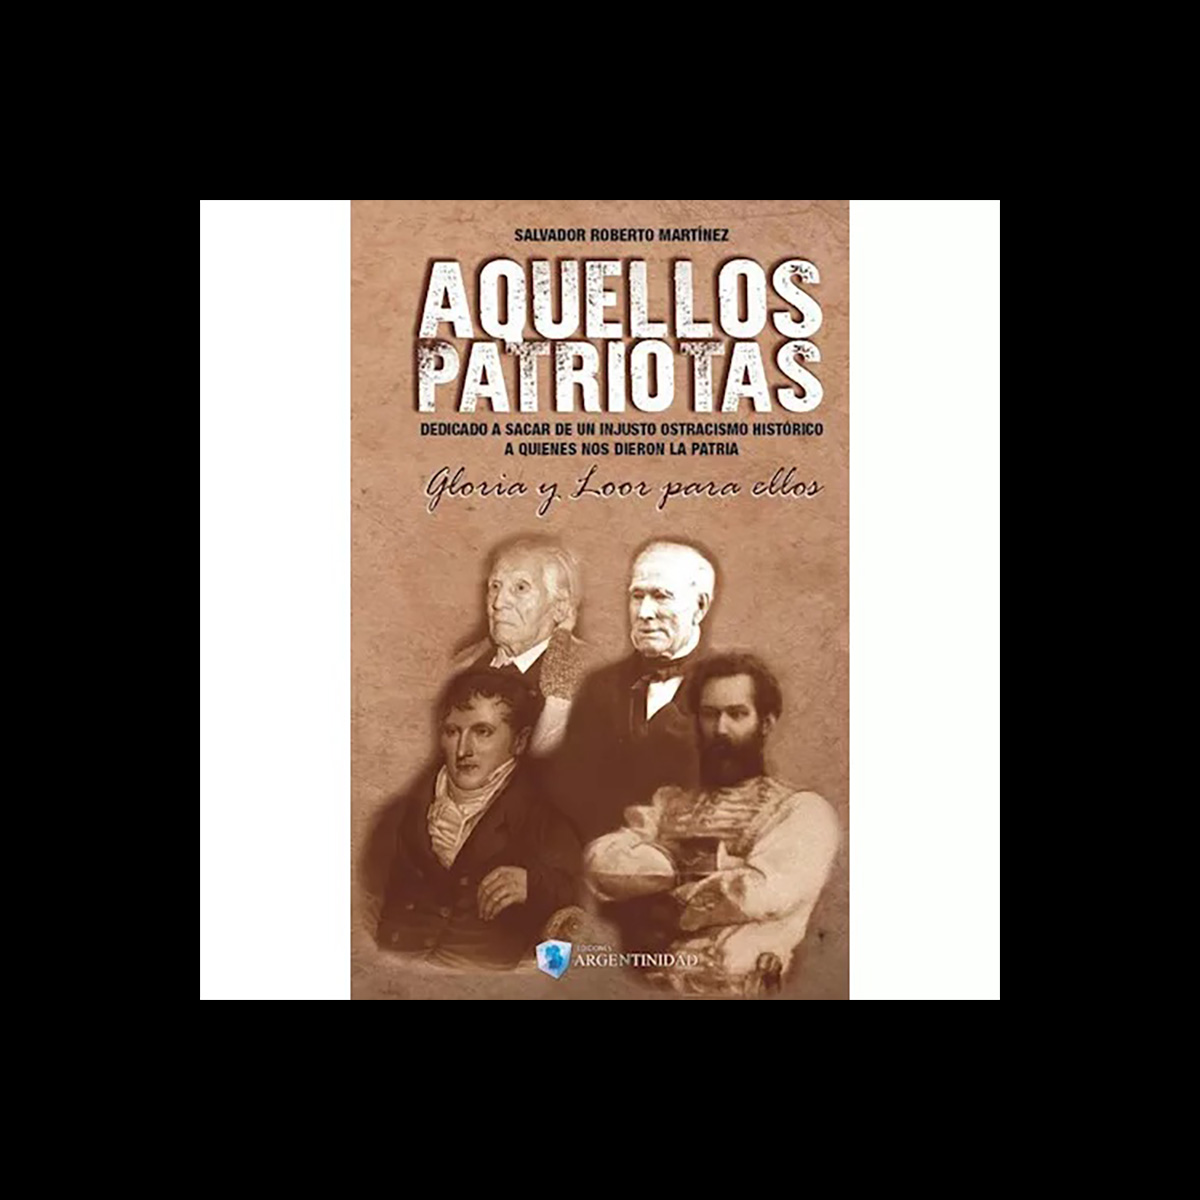 SALVADOR ROBERTO MARTÍNEZ
AQUELLOS
PATRIOTAS
DEDICADO A SACAR DE UN INJUSTO OSTRACISMO HISTÓRICO
A QUIENES NOS DIERON LA PATRIA
Gloria y Loor para ellos
EDICIONES
ARGENTINIDAD